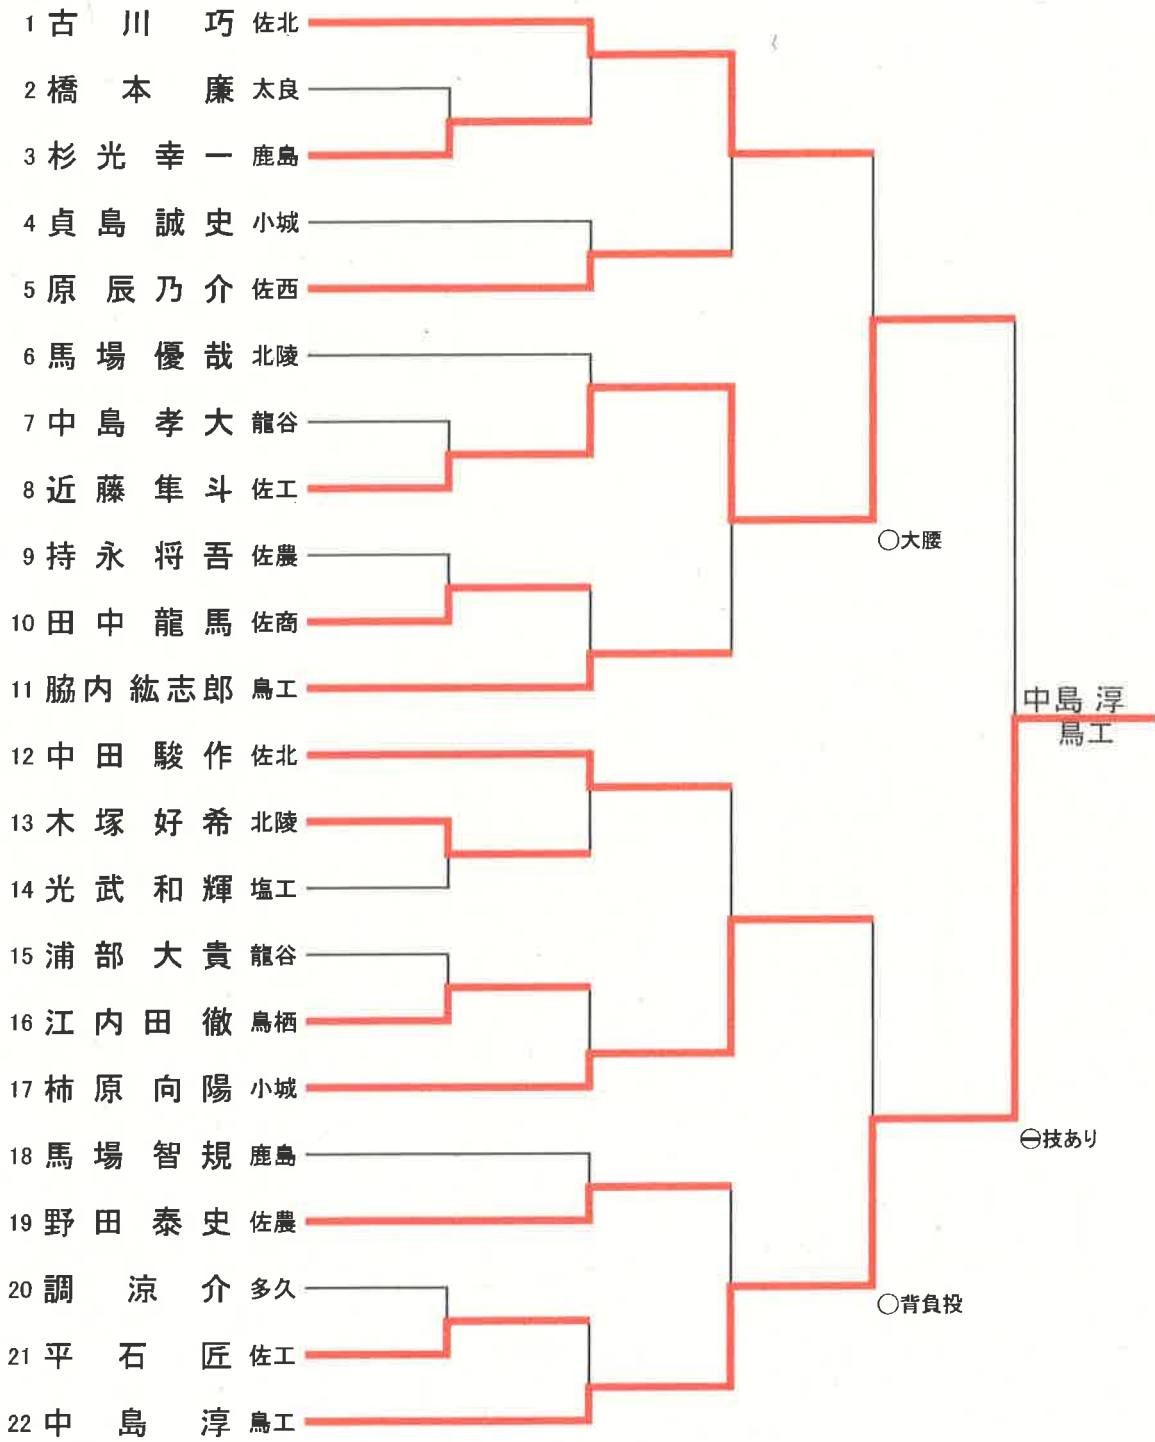 1 古川 巧 佐北
2 橋本 廉 太良
3 杉光幸一 鹿島
4 貞島誠史 小城
5 原辰乃介 佐西
6 馬場優哉 北陵
7 中島孝大 龍谷
8 近藤隼斗 佐工
9 持永将吾 佐農
○大腰
10 田中龍馬 佐商
11 脇内紘志郎 鳥工
中島 淳
鳥工
12 中田駿作 佐北
13 木塚好希 北陵
14 光武和輝 塩工
15 浦部大貴 龍谷
16 江内田徹 鳥栖
17 柿原向陽 小城
⊖技あり
18 馬場智規 鹿島
19 野田泰史 佐農
20 調涼介 多久
○背負投
21 平石匠 佐工
22 中島淳 鳥工